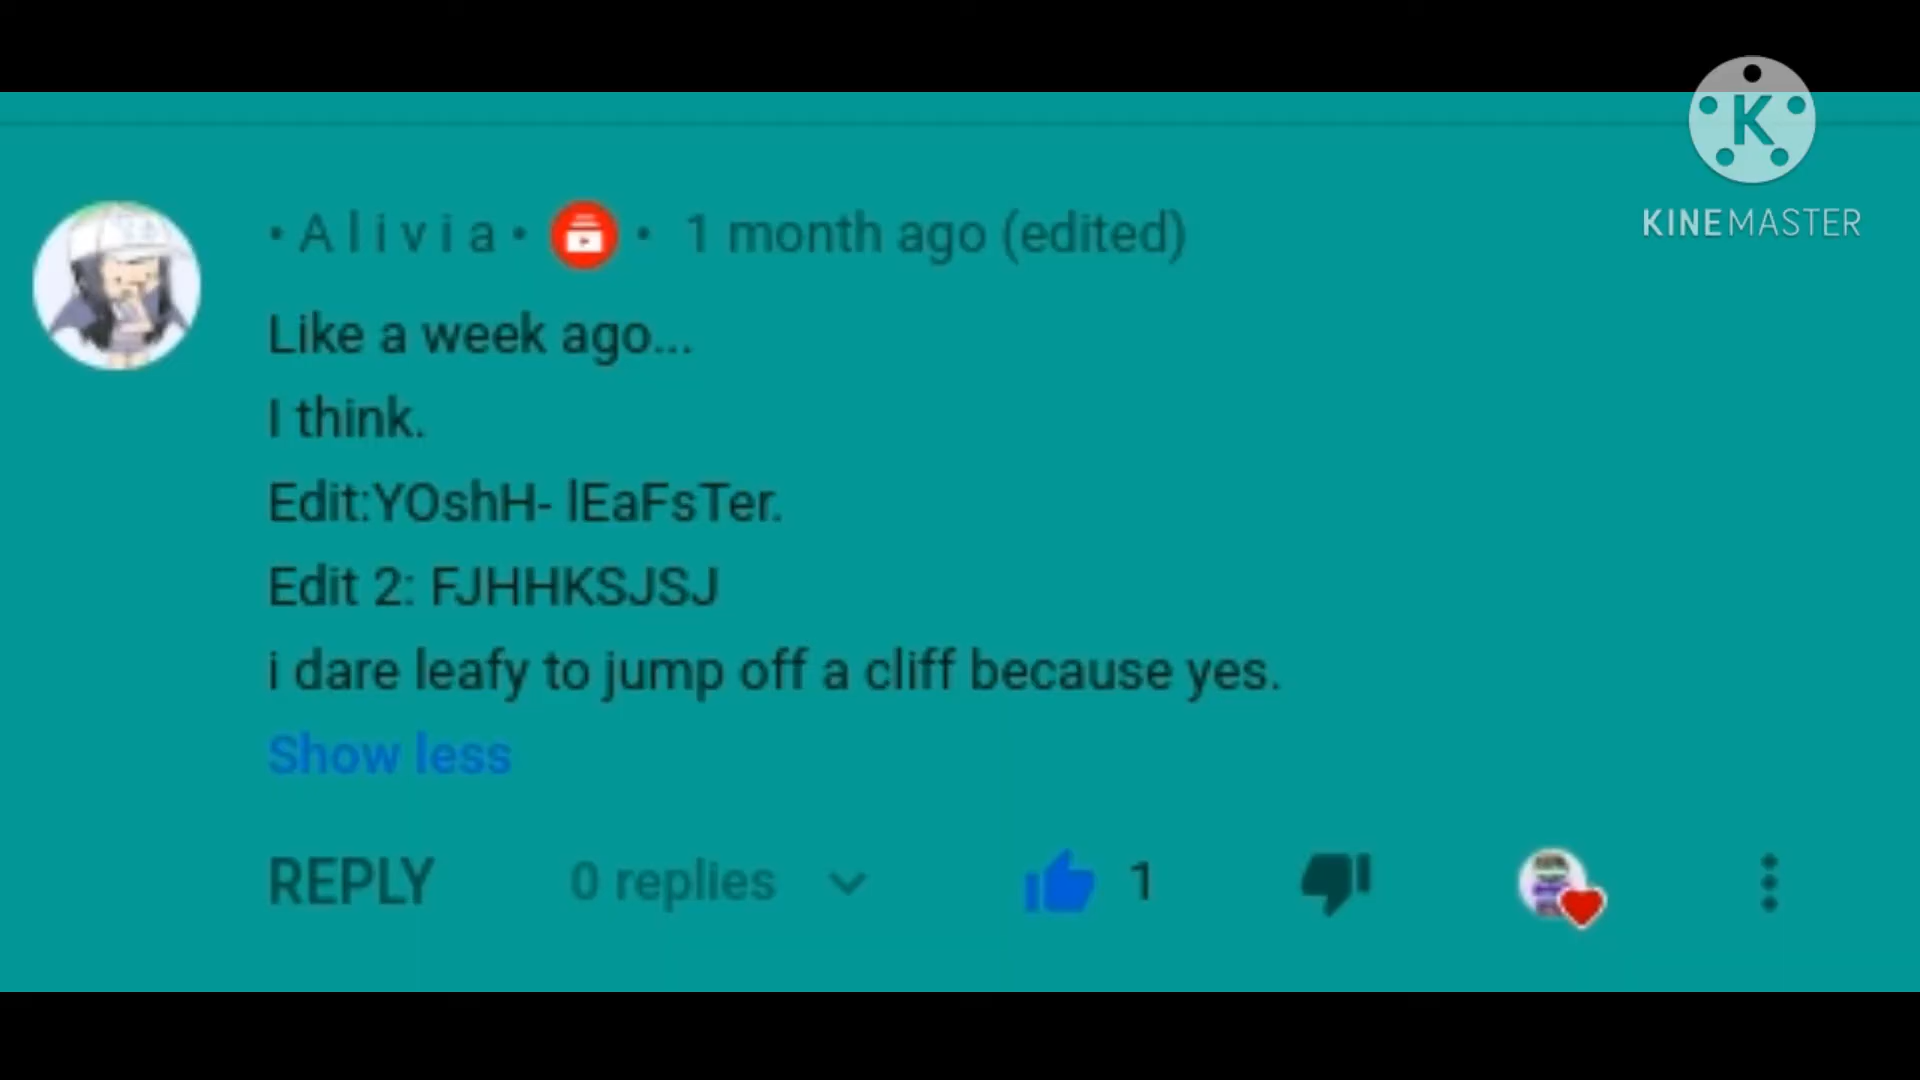 • A l i v i a • • 1 month ago (edited)
K
KINEMASTER
Like a week ago...
I think.
Edit:YOshH- lEaFsTer.
Edit 2: FJHHKSJSJ
i dare leafy to jump off a cliff because yes.
Show less
REPLY 0 replies 1